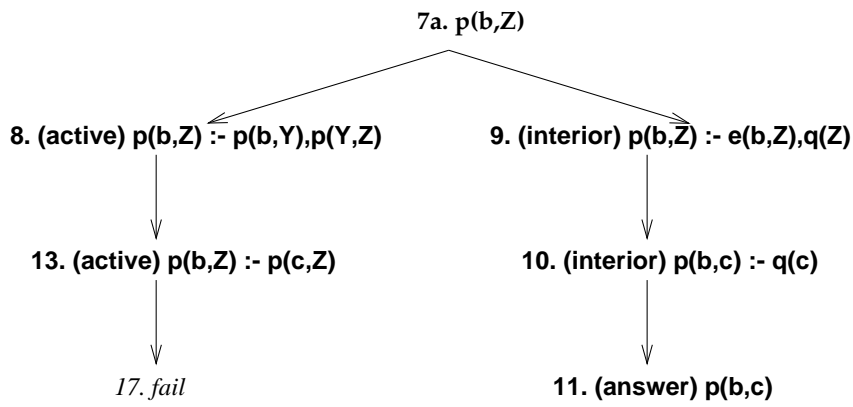 7a. p(b,Z)
8. (active) p(b,Z) :- p(b,Y),p(Y,Z)
9. (interior) p(b,Z) :- e(b,Z),q(Z)
13. (active) p(b,Z) :- p(c,Z)
10. (interior) p(b,c) :- q(c)
17. fail
11. (answer) p(b,c)